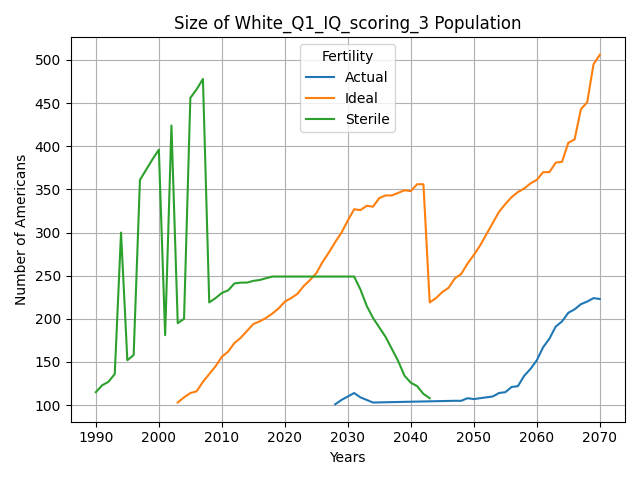 Size of White_Q1_IQ_scoring_3 Population
Fertility
Actual
Ideal
Sterile
Number of Americans
500
450
400
350
300
250
200
150
100
1990 2000 2010 2020 2030 2040 2050 2060 2070
Years